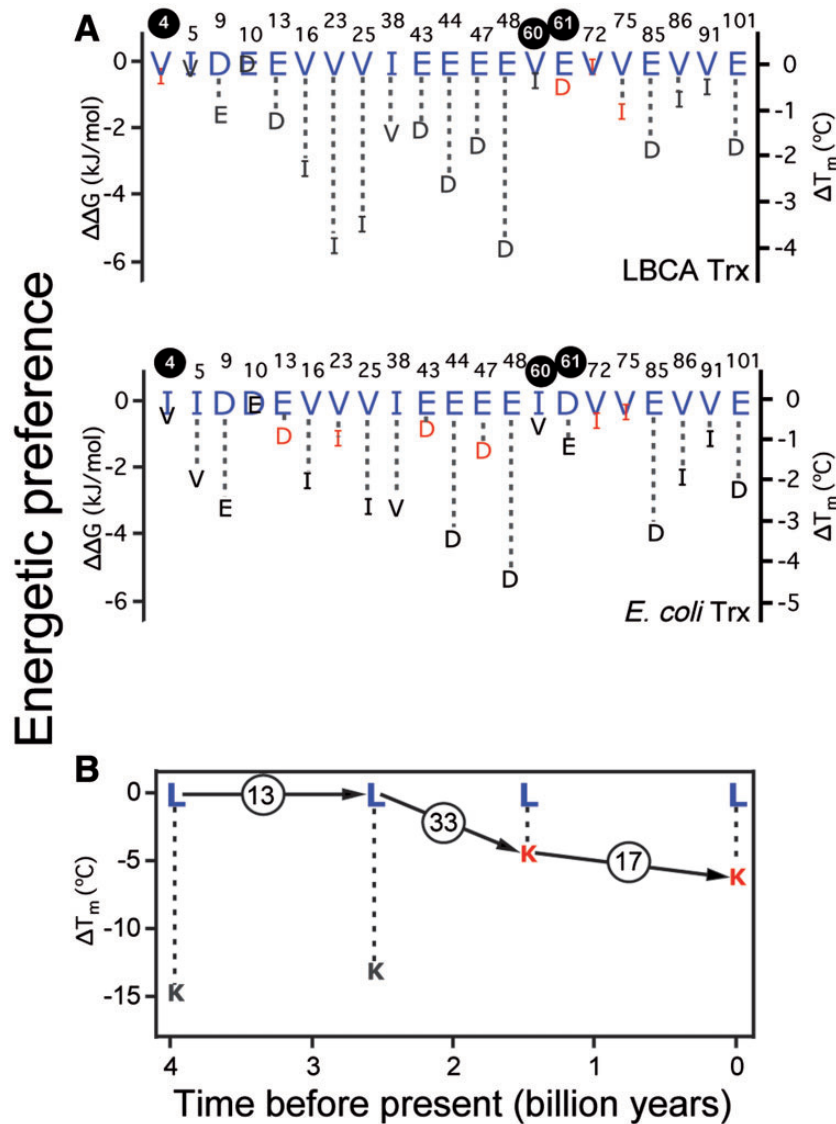 A
4 5 9 10 13 16 23 25 38 43 44 47 48 60 61 72 75 85 86 91 101
0 V I D E E V V V I E E E E V E V V E V V E 0
V I D V E I
-1
-2 E D I V D D D D I I I D D -2
-3
-4 D I I D -4
-6
ΔΔG (kJ/mol)
ΔTm (°C)
LBCA Trx
Energetic preference
4 5 9 10 13 16 23 25 38 43 44 47 48 60 61 72 75 85 86 91 101
0 I I D D E V V V I E E E E I D V V E V V E 0
V E D I D D V E I I I -1
-2 V E I I V D D I D -2
-3
-4 D D -4
-6 -5
ΔΔG (kJ/mol)
ΔTm (°C)
E. coli Trx
B
0 L 13 L L L
33
-5 K 17 K
-10
-15 K K
ΔTm (°C)
4 3 2 1 0
Time before present (billion years)